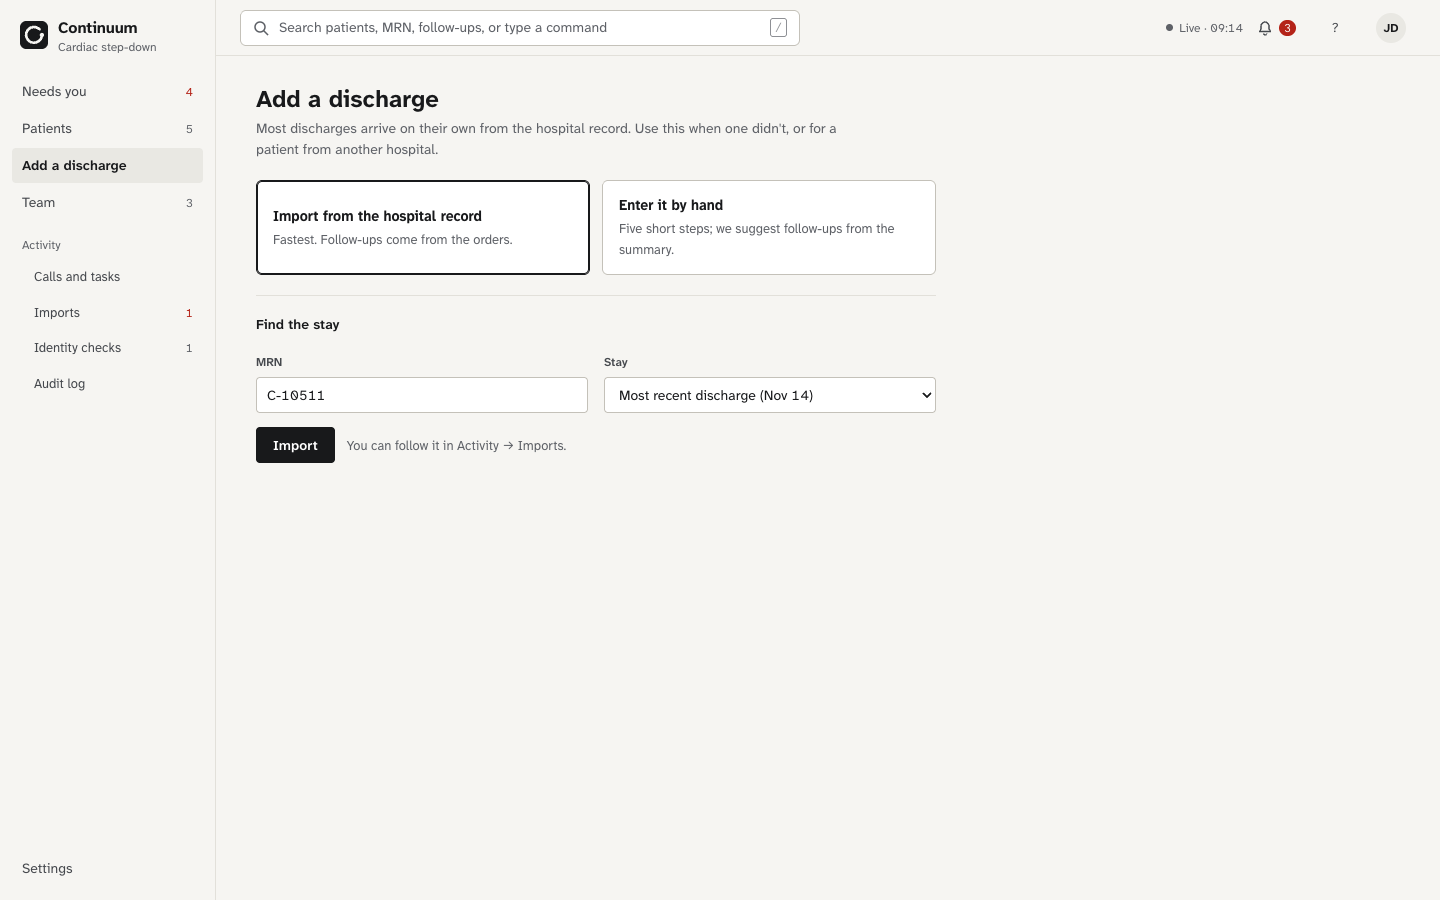 Continuum
Cardiac step-down
Search patients, MRN, follow-ups, or type a command
/
Live · 09:14
3
?
JD
Needs you 4
Patients 5
Add a discharge
Team 3
Activity
Calls and tasks
Imports 1
Identity checks 1
Audit log
Settings
Add a discharge
Most discharges arrive on their own from the hospital record. Use this when one didn't, or for a
patient from another hospital.
Import from the hospital record
Fastest. Follow-ups come from the orders.
Enter it by hand
Five short steps; we suggest follow-ups from the
summary.
Find the stay
MRN
C-10511
Stay
Most recent discharge (Nov 14)
Import
You can follow it in Activity → Imports.